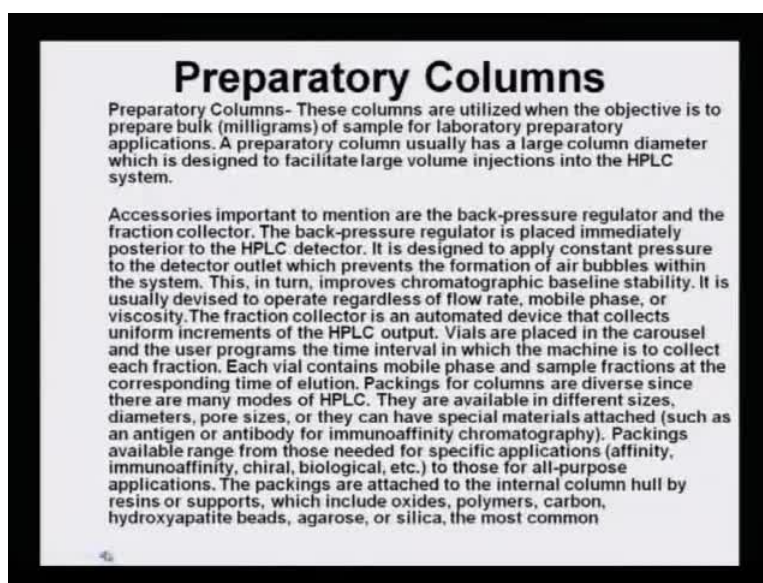 Preparatory Columns
Preparatory Columns- These columns are utilized when the objective is to
prepare bulk (milligrams) of sample for laboratory preparatory
applications. A preparatory column usually has a large column diameter
which is designed to facilitate large volume injections into the HPLC
system.
Accessories important to mention are the back-pressure regulator and the
fraction collector. The back-pressure regulator is placed immediately
posterior to the HPLC detector. It is designed to apply constant pressure
to the detector outlet which prevents the formation of air bubbles within
the system. This, in turn, improves chromatographic baseline stability. It is
usually devised to operate regardless of flow rate, mobile phase, or
viscosity.The fraction collector is an automated device that collects
uniform increments of the HPLC output. Vials are placed in the carousel
and the user programs the time interval in which the machine is to collect
each fraction. Each vial contains mobile phase and sample fractions at the
corresponding time of elution. Packings for columns are diverse since
there are many modes of HPLC. They are available in different sizes,
diameters, pore sizes, or they can have special materials attached (such as
an antigen or antibody for immunoaffinity chromatography). Packings
available range from those needed for specific applications (affinity,
immunoaffinity, chiral, biological, etc.) to those for all-purpose
applications. The packings are attached to the internal column hull by
resins or supports, which include oxides, polymers, carbon,
hydroxyapatite beads, agarose, or silica, the most common